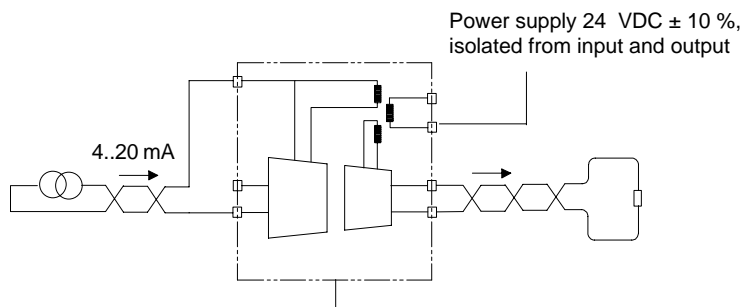 Power supply 24 VDC ± 10 %,
isolated from input and output
4..20 mA